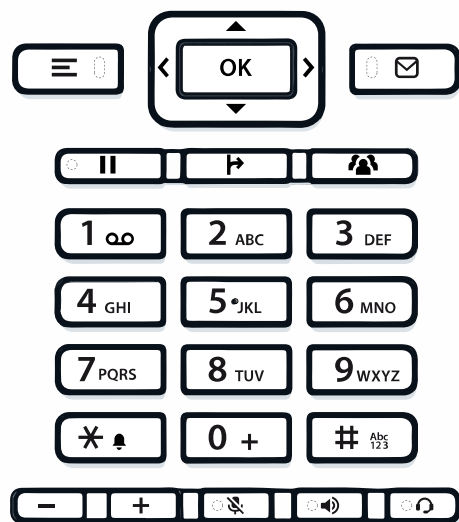 OK
1 2 ABC 3 DEF
4 GHI 5 JKL 6 MNO
7 PQRS 8 TUV 9 WXYZ
* 0 + # Abc 123
- +